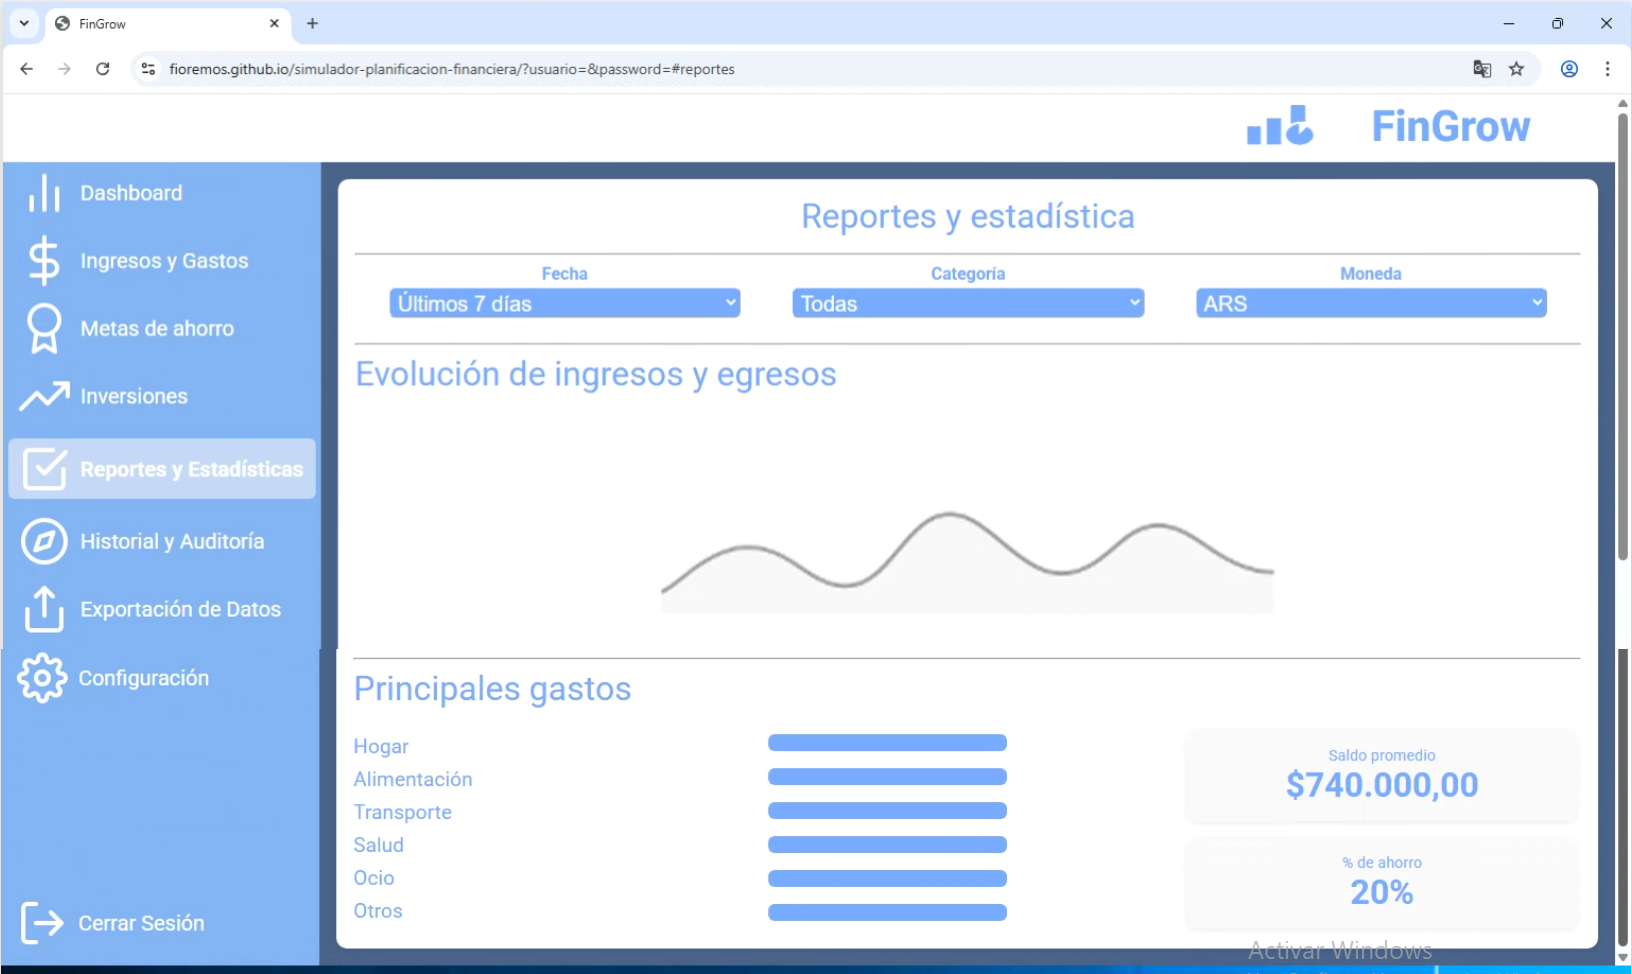 FinGrow
fioremos.github.io/simulador-planificacion-financiera/?usuario=&password=#reportes
FinGrow
Dashboard
Ingresos y Gastos
Metas de ahorro
Inversiones
Reportes y Estadísticas
Historial y Auditoría
Exportación de Datos
Configuración
Cerrar Sesión
Reportes y estadística
Fecha
Categoría
Moneda
Últimos 7 días
Todas
ARS
Evolución de ingresos y egresos
Principales gastos
Hogar
Alimentación
Transporte
Salud
Ocio
Otros
Saldo promedio
$740.000,00
% de ahorro
20%
Activar Windows